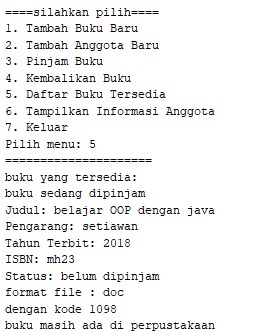 ====silahkan pilih====
1. Tambah Buku Baru
2. Tambah Anggota Baru
3. Pinjam Buku
4. Kembalikan Buku
5. Daftar Buku Tersedia
6. Tampilkan Informasi Anggota
7. Keluar
Pilih menu: 5
======================
buku yang tersedia:
buku sedang dipinjam
Judul: belajar OOP dengan java
Pengarang: setiawan
Tahun Terbit: 2018
ISBN: mh23
Status: belum dipinjam
format file : doc
dengan kode 1098
buku masih ada di perpustakaan